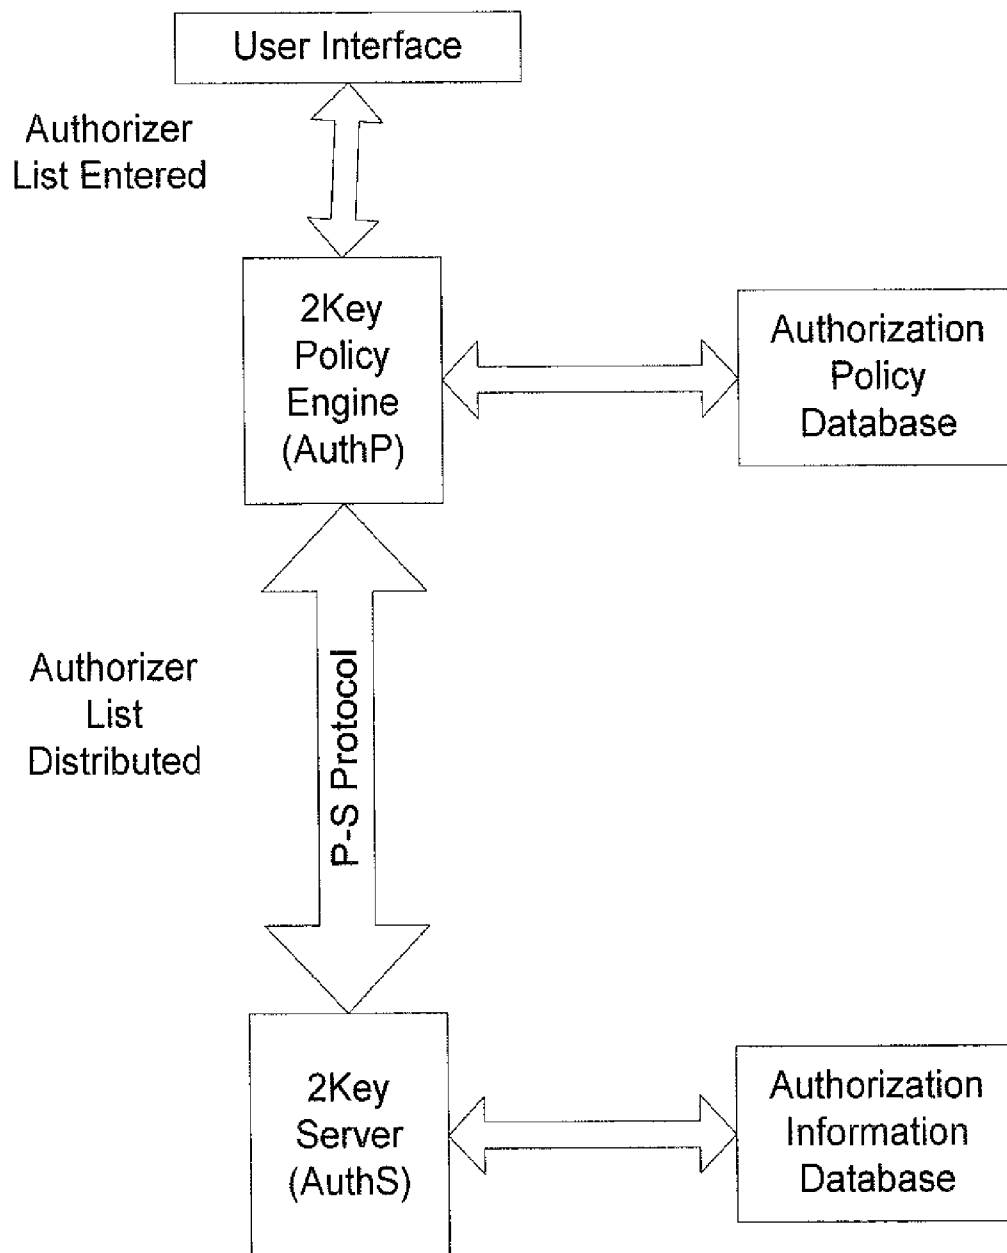 User Interface
Authorizer
List Entered
2Key
Policy
Engine
(AuthP)
Authorization
Policy
Database
Authorizer
List
Distributed
P-S Protocol
2Key
Server
(AuthS)
Authorization
Information
Database